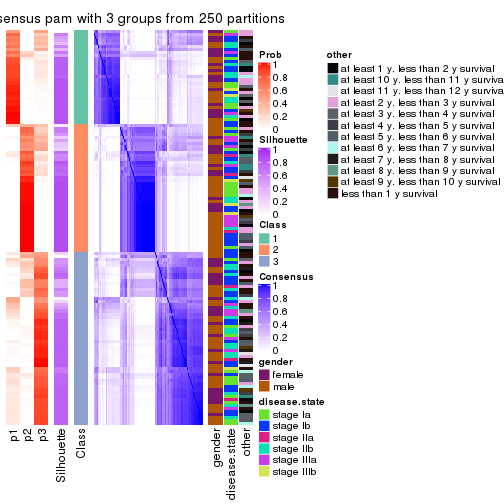 sensus pam with 3 groups from 250 partitions
p1
p2
p3
Silhouette
Class
gender
disease.state
other
Prob
1
0.8
0.6
0.4
0.2
0
Silhouette
1
0.8
0.6
0.4
0.2
0
Class
1
2
3
Consensus
1
0.8
0.6
0.4
0.2
0
gender
female
male
disease.state
stage Ia
stage Ib
stage IIa
stage IIb
stage IIIa
stage IIIb
other
at least 1 y. less than 2 y survival
at least 10 y. less than 11 y surviva
at least 11 y. less than 12 y surviva
at least 2 y. less than 3 y survival
at least 3 y. less than 4 y survival
at least 4 y. less than 5 y survival
at least 5 y. less than 6 y survival
at least 6 y. less than 7 y survival
at least 7 y. less than 8 y survival
at least 8 y. less than 9 y survival
at least 9 y. less than 10 y survival
less than 1 y survival